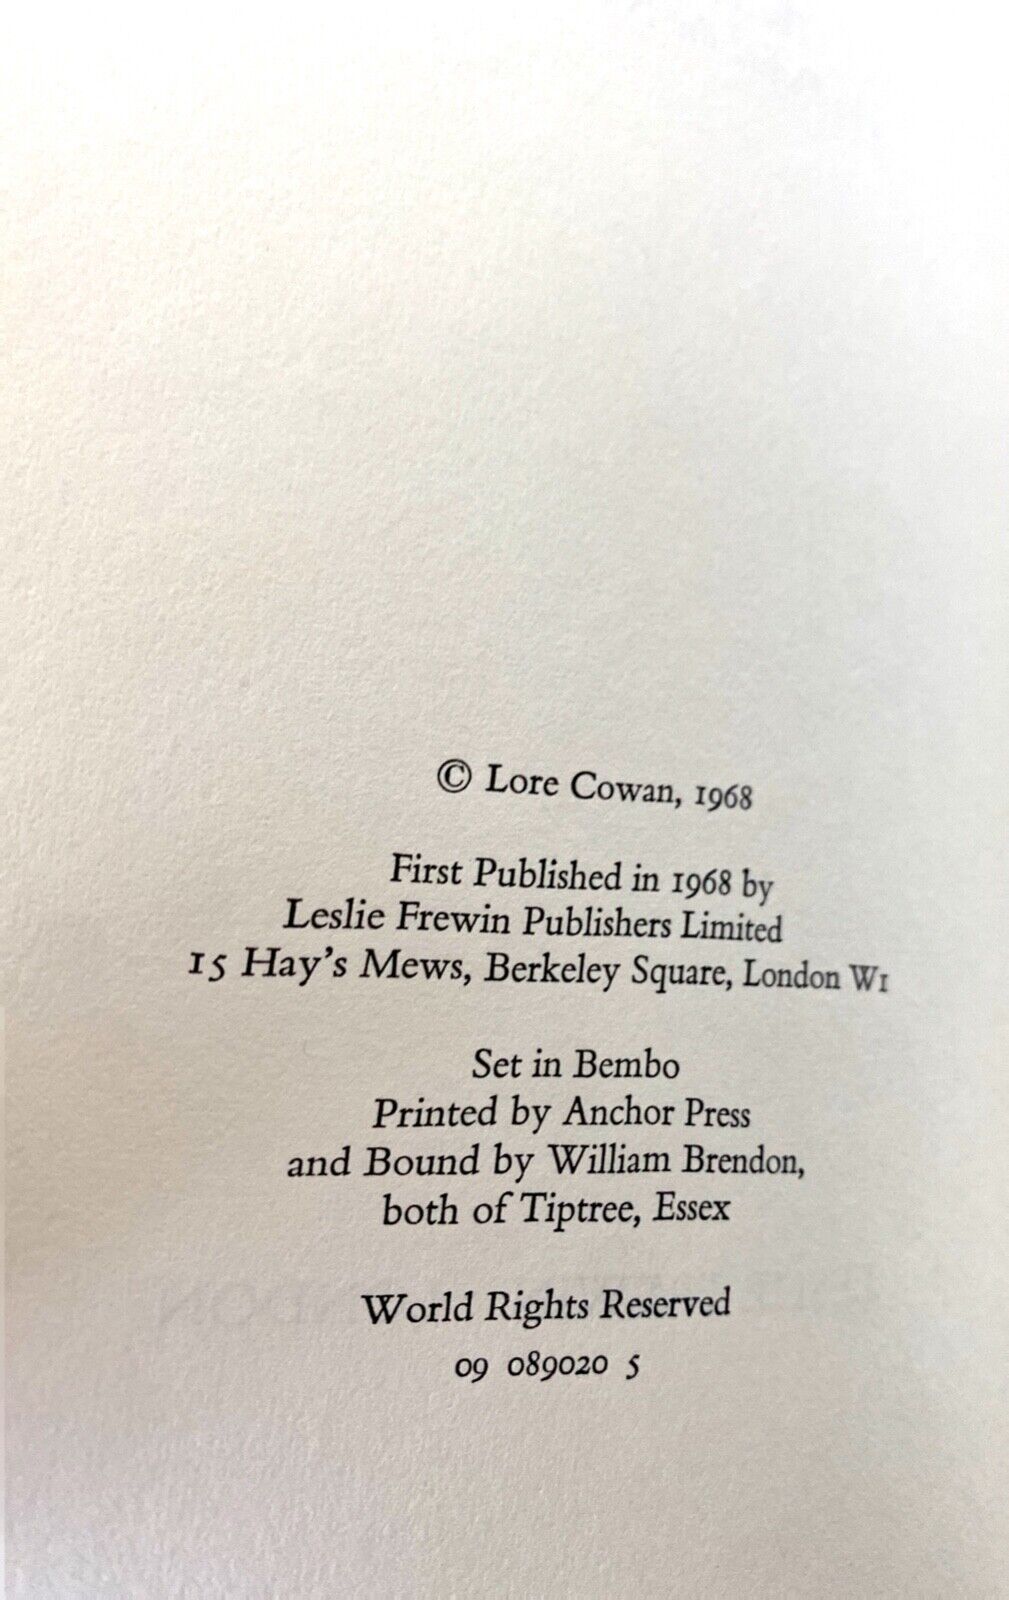 © Lore Cowan, 1968
First Published in 1968 by
Leslie Frewin Publishers Limited
15 Hay's Mews, Berkeley Square, London W1
Set in Bembo
Printed by Anchor Press
and Bound by William Brendon,
both of Tiptree, Essex
World Rights Reserved
09 089020 5